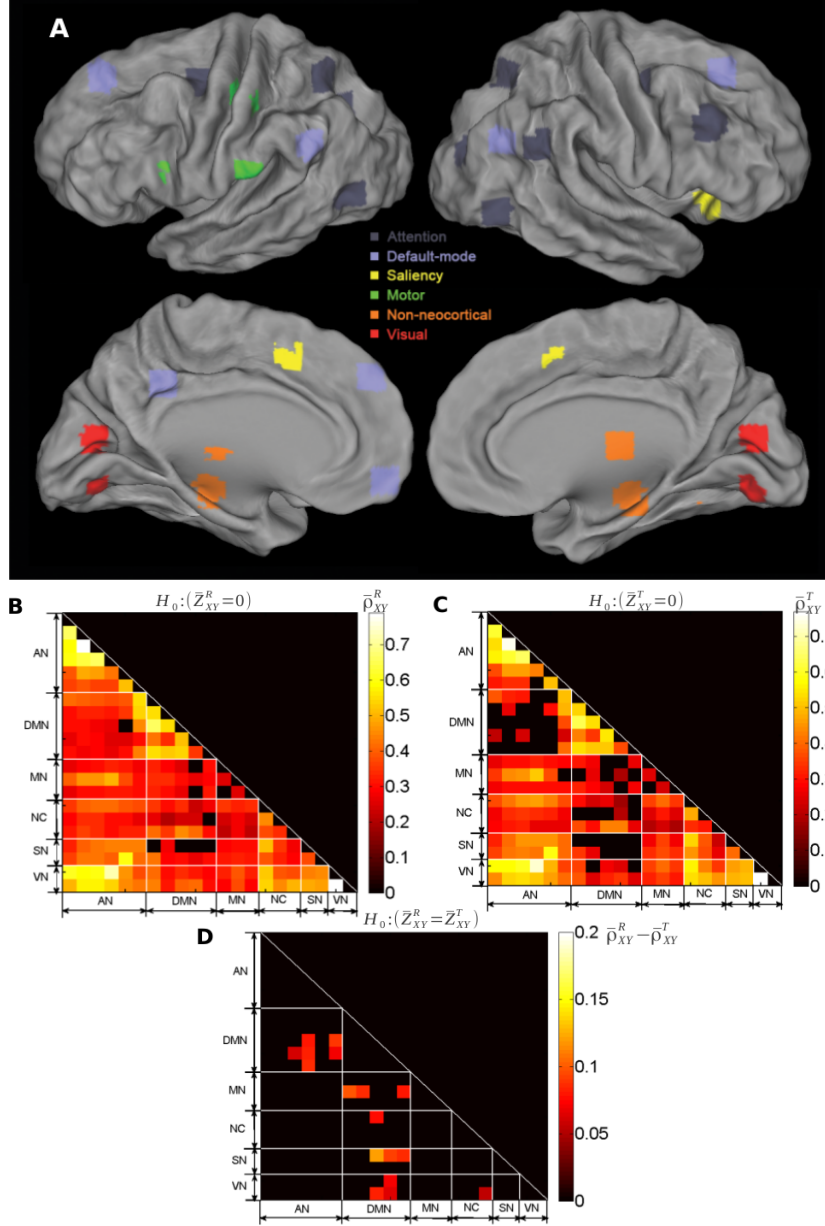 A
Attention
Default-mode
Saliency
Motor
Non-neocortical
Visual
B
H₀:(Z̄ᴿ_XY=0)
ρ̄ᴿ_XY
AN
DMN
MN
NC
SN
VN
0.7
0.6
0.5
0.4
0.3
0.2
0.1
0
AN DMN MN NC SN VN
C
H₀:(Z̄ᵀ_XY=0)
ρ̄ᵀ_XY
AN
DMN
MN
NC
SN
VN
0.
0.
0.
0.
0.
0.
0.
0
AN DMN MN NC SN VN
D
H₀:(Z̄ᴿ_XY=Z̄ᵀ_XY)
ρ̄ᴿ_XY−ρ̄ᵀ_XY
AN
DMN
MN
NC
SN
VN
0.2
0.15
0.1
0.05
0
AN DMN MN NC SN VN